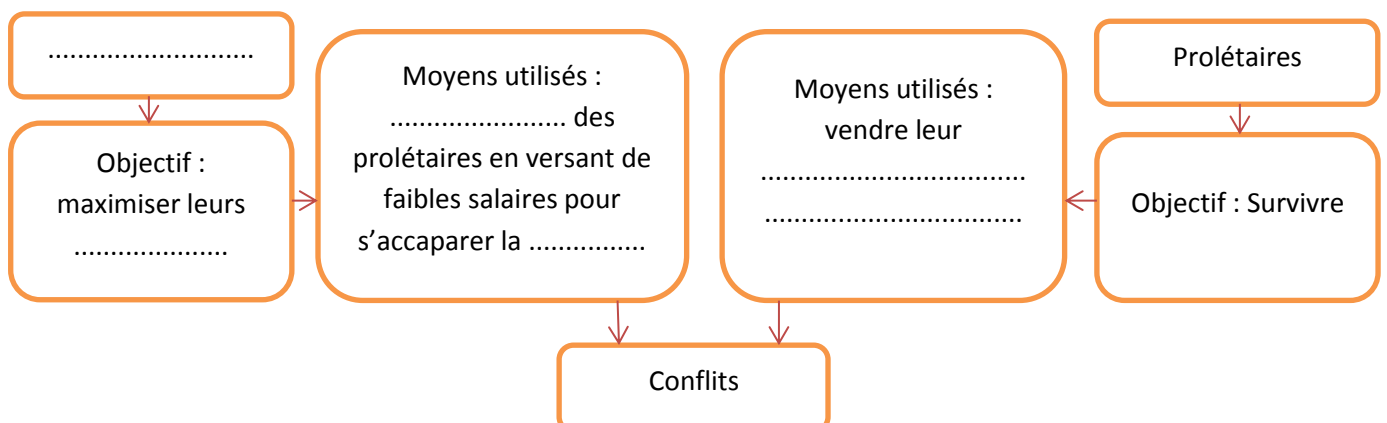 ...........................
Objectif :
maximiser leurs
....................
Moyens utilisés :
....................... des
prolétaires en versant de
faibles salaires pour
s’accaparer la ................
Moyens utilisés :
vendre leur
...................................
..................................
Prolétaires
Objectif : Survivre
Conflits